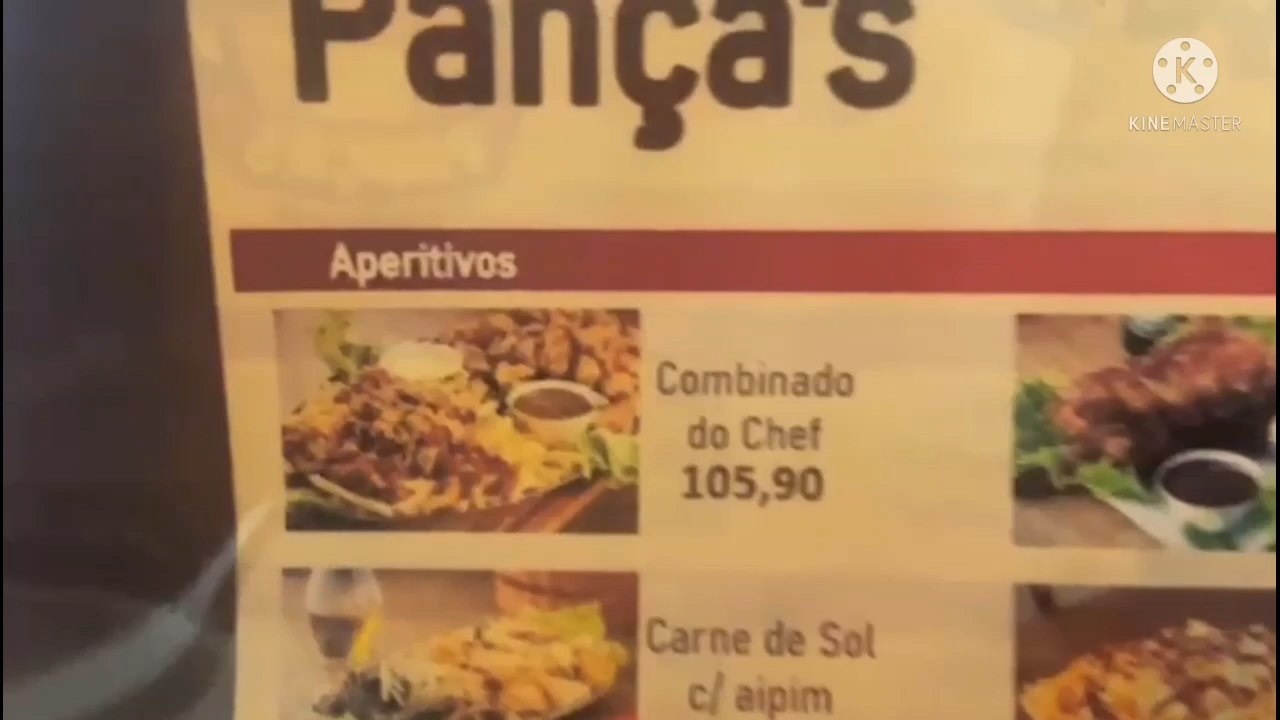 Pança's
KINEMASTER
Aperitivos
Combinado
do Chef
105,90
Carne de Sol
c/ aipim